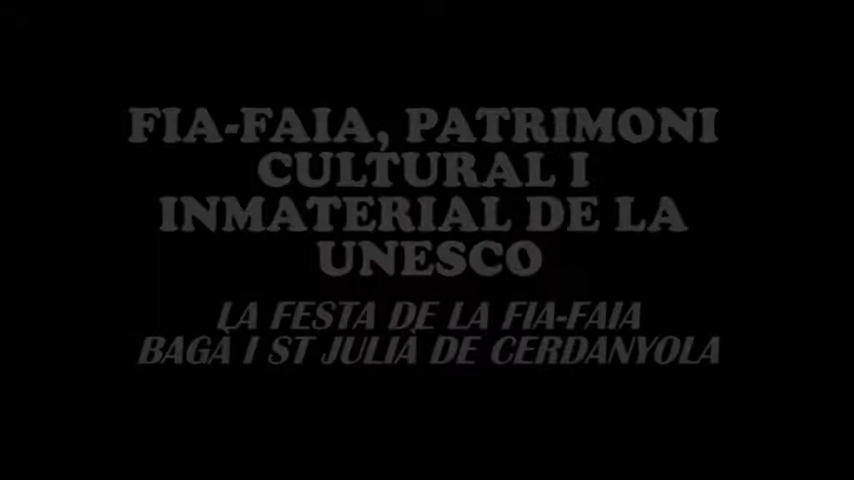 FIA-FAIA, PATRIMONI
CULTURAL I
INMATERIAL DE LA
UNESCO
LA FESTA DE LA FIA-FAIA
BAGÀ I ST JULIÀ DE CERDANYOLA